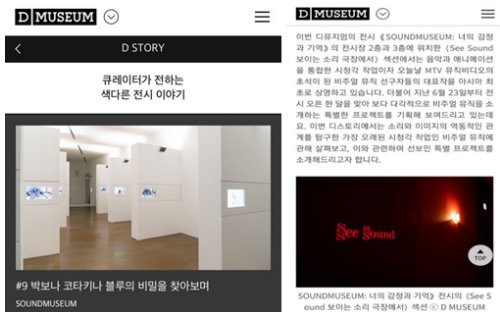 D | MUSEUM
D STORY
큐레이터가 전하는
색다른 전시 이야기
#9 박보나 코타키나 블루의 비밀을 찾아보며
SOUNDMUSEUM
D | MUSEUM
이번 디뮤지엄의 전시 《SOUNDMUSEUM: 너의 감정
과 기억》의 전시장 2층과 3층에 위치한 〈See Sound
보이는 소리 극장에서〉 섹션에서는 음악과 애니메이션
을 통합한 시청각 작업이자 오늘날 MTV 뮤직비디오의
초석이 된 비주얼 뮤직 선구자들의 대표작을 아시아 최
초로 상영하고 있습니다. 더불어 지난 6월 23일부터 전
시 오픈 한 달을 맞아 보다 다각적으로 비주얼 뮤직을 소
개하는 특별한 프로젝트를 기획해 보여드리고 있는데
요. 이번 디스토리에서는 소리와 이미지의 역동적인 관
계를 탐구한 가장 오래된 시청각 작업인 비주얼 뮤직에
관해 살펴보고, 이와 관련하여 선보인 특별 프로젝트를
소개해드리고자 합니다.
See Sound
TOP
SOUNDMUSEUM: 너의 감정과 기억》 전시의 〈See S
ound 보이는 소리 극장에서〉 섹션 ⓒ D MUSEUM